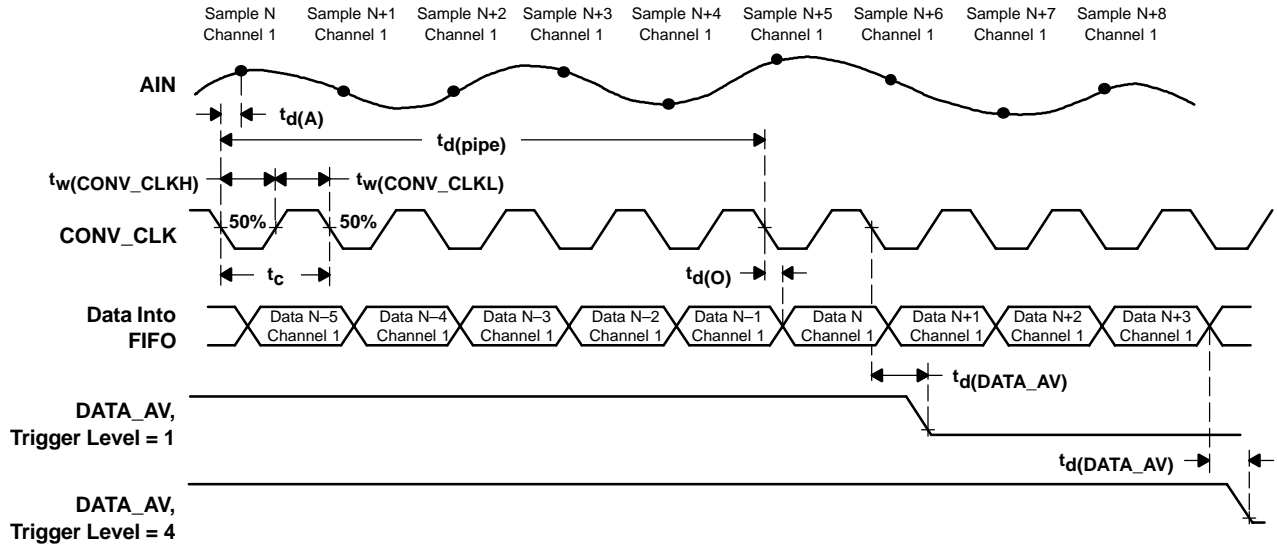 Sample N
Channel 1
Sample N+1
Channel 1
Sample N+2
Channel 1
Sample N+3
Channel 1
Sample N+4
Channel 1
Sample N+5
Channel 1
Sample N+6
Channel 1
Sample N+7
Channel 1
Sample N+8
Channel 1
AIN
td(A)
td(pipe)
tw(CONV_CLKH)
tw(CONV_CLKL)
CONV_CLK
50%
50%
tc
td(O)
Data Into
FIFO
Data N–5
Channel 1
Data N–4
Channel 1
Data N–3
Channel 1
Data N–2
Channel 1
Data N–1
Channel 1
Data N
Channel 1
Data N+1
Channel 1
Data N+2
Channel 1
Data N+3
Channel 1
td(DATA_AV)
DATA_AV,
Trigger Level = 1
td(DATA_AV)
DATA_AV,
Trigger Level = 4